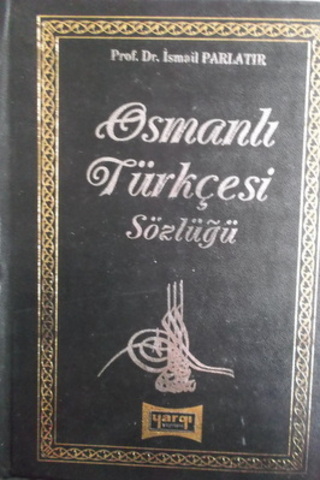 Prof. Dr. İsmail PARLATIR
Osmanlı
Türkçesi
Sözlüğü
yargı